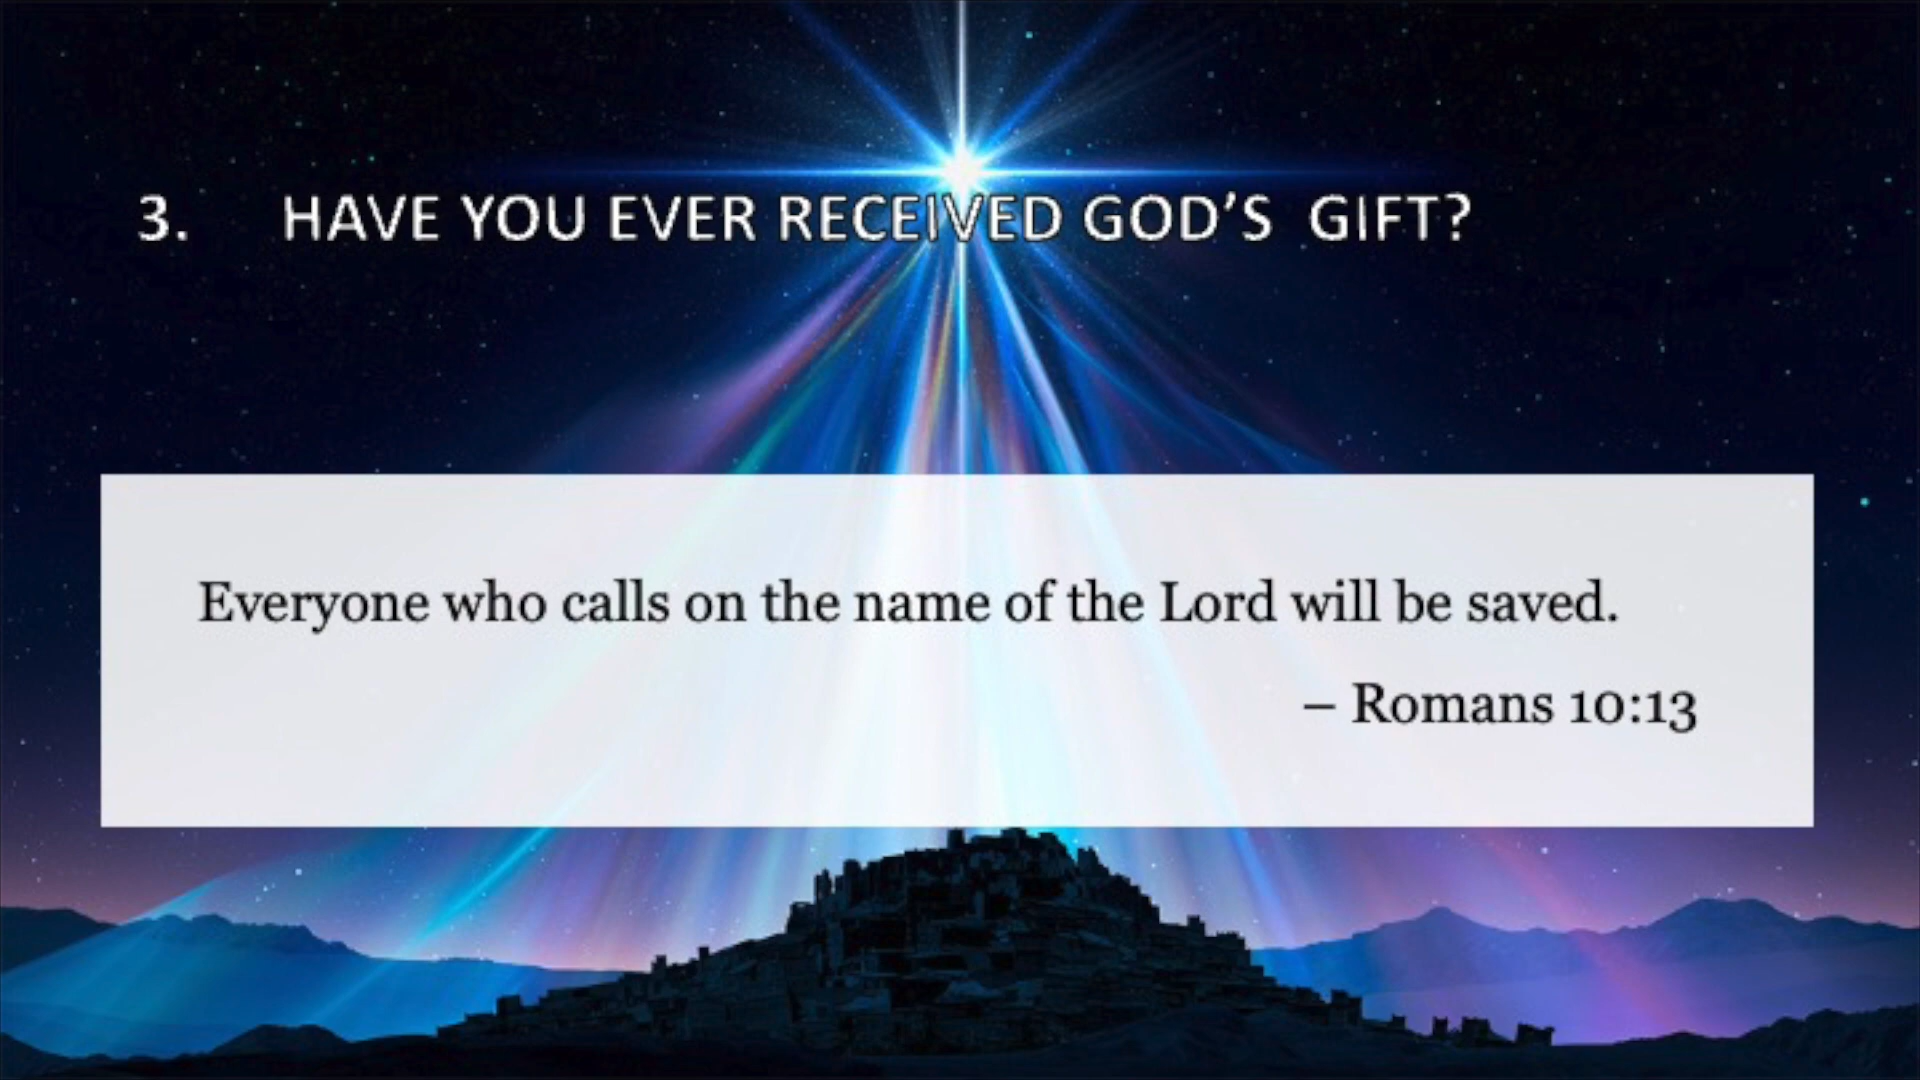 3. HAVE YOU EVER RECEIVED GOD’S GIFT?
Everyone who calls on the name of the Lord will be saved.
– Romans 10:13